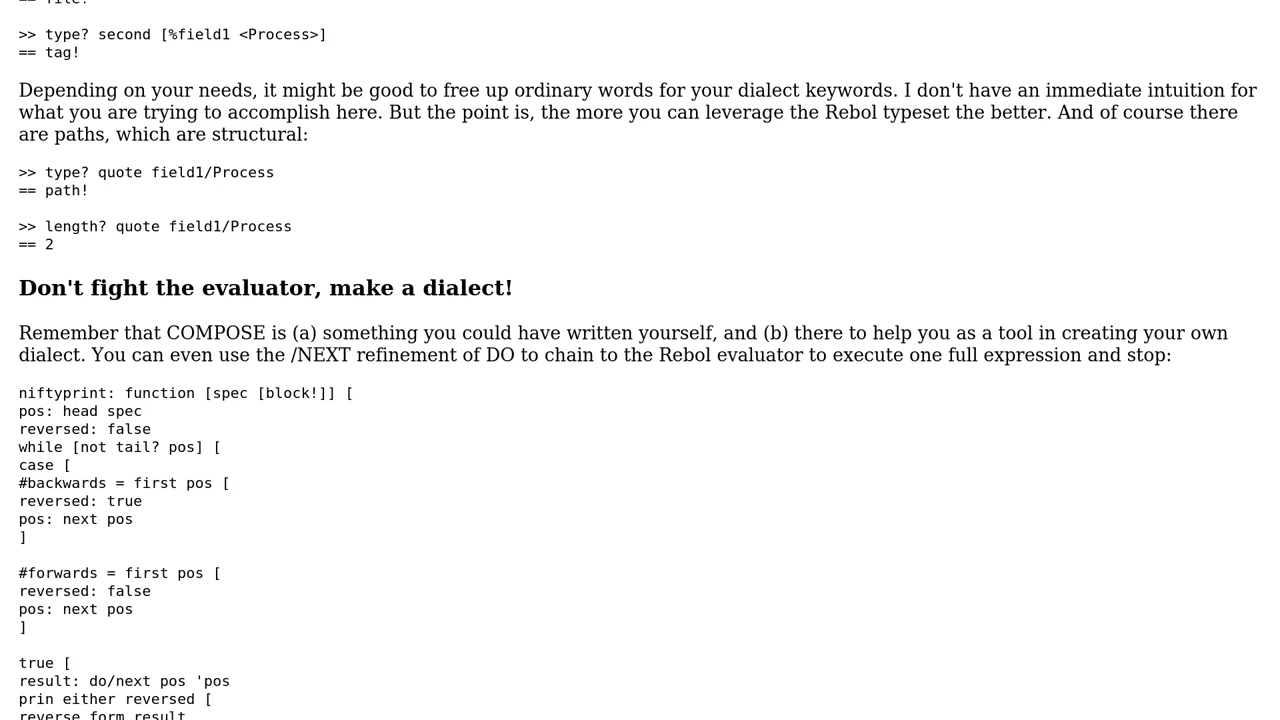 == file!
>> type? second [%field1 <Process>]
== tag!
Depending on your needs, it might be good to free up ordinary words for your dialect keywords. I don't have an immediate intuition for
what you are trying to accomplish here. But the point is, the more you can leverage the Rebol typeset the better. And of course there
are paths, which are structural:
>> type? quote field1/Process
== path!
>> length? quote field1/Process
== 2
Don't fight the evaluator, make a dialect!
Remember that COMPOSE is (a) something you could have written yourself, and (b) there to help you as a tool in creating your own
dialect. You can even use the /NEXT refinement of DO to chain to the Rebol evaluator to execute one full expression and stop:
niftyprint: function [spec [block!]] [
pos: head spec
reversed: false
while [not tail? pos] [
case [
#backwards = first pos [
reversed: true
pos: next pos
]
#forwards = first pos [
reversed: false
pos: next pos
]
true [
result: do/next pos 'pos
prin either reversed [
reverse form result